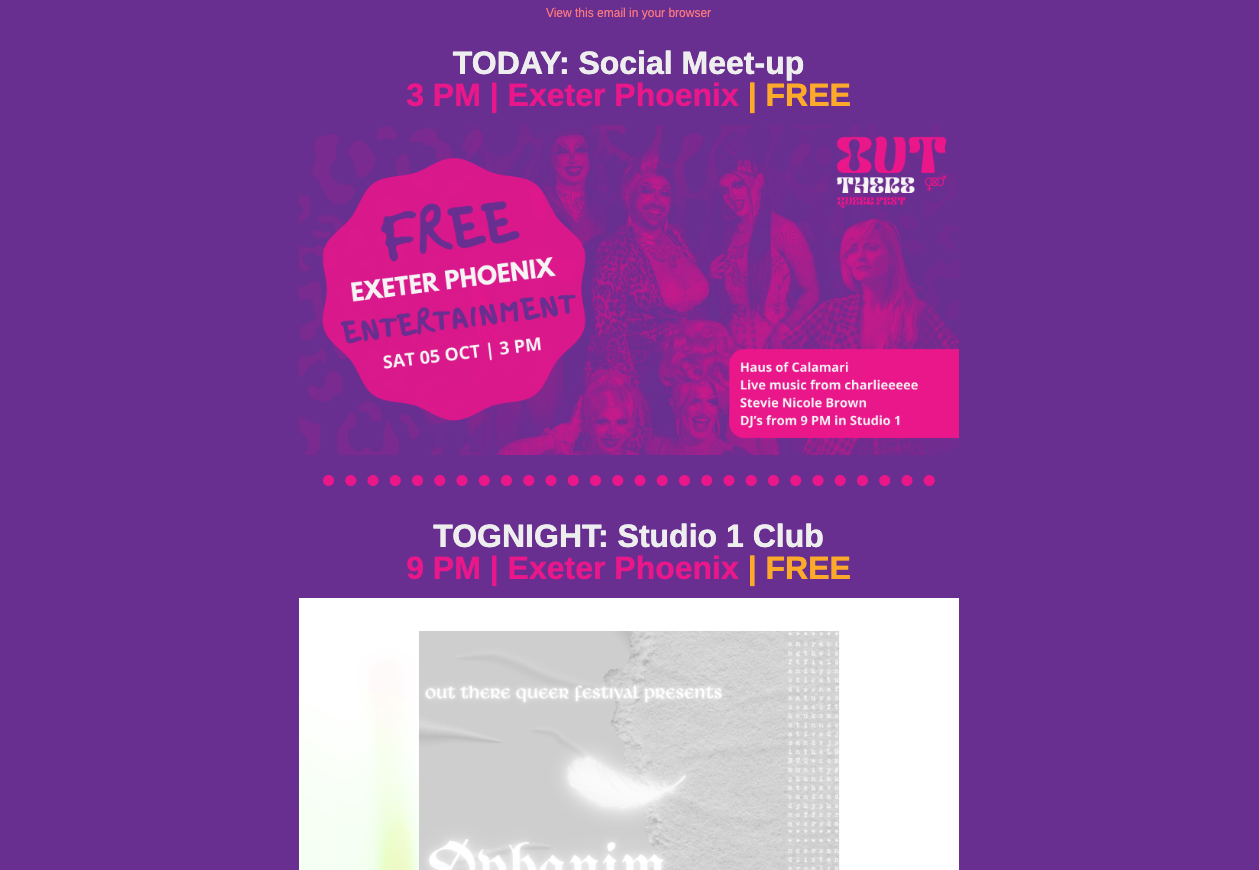 View this email in your browser
TODAY: Social Meet-up
3 PM | Exeter Phoenix | FREE
OUT
THERE
QUEER FEST
FREE
EXETER PHOENIX
ENTERTAINMENT
SAT 05 OCT | 3 PM
Haus of Calamari
Live music from charlieeeee
Stevie Nicole Brown
DJ's from 9 PM in Studio 1
TOGNIGHT: Studio 1 Club
9 PM | Exeter Phoenix | FREE
out there queer festival presents
Øphanim